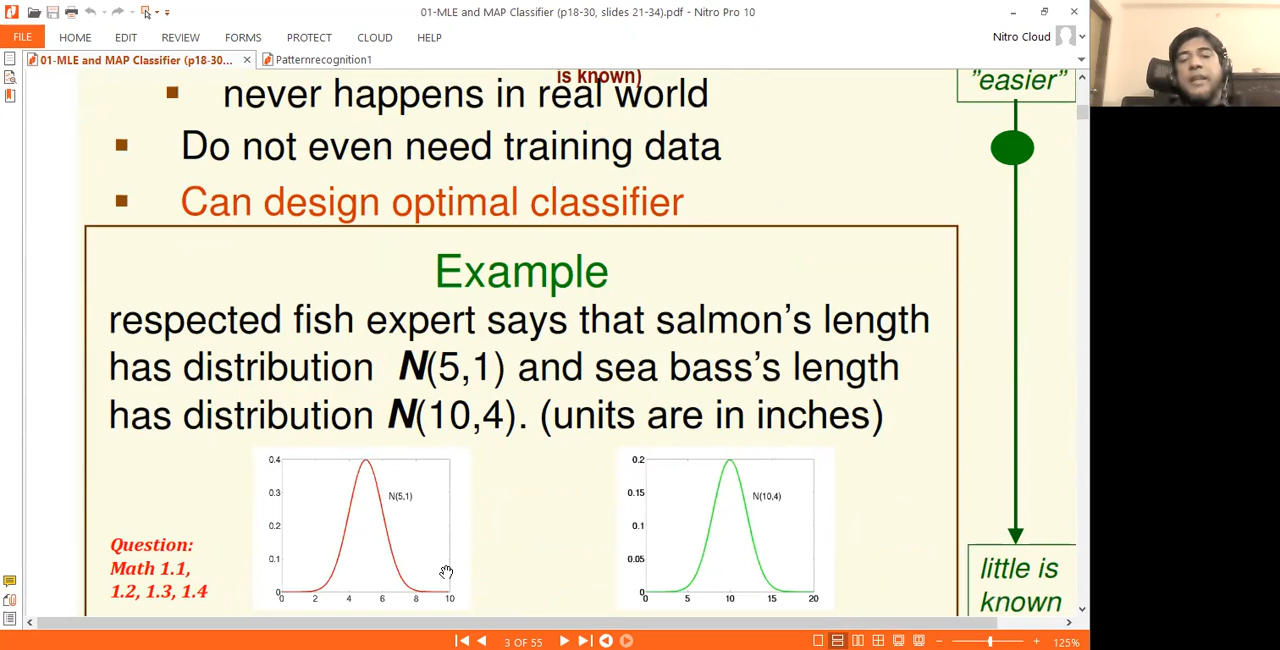 01-MLE and MAP Classifier (p18-30, slides 21-34).pdf - Nitro Pro 10
FILE HOME EDIT REVIEW FORMS PROTECT CLOUD HELP Nitro Cloud
01-MLE and MAP Classifier (p18-30... Patternrecognition1
is known)
never happens in real world
"easier"
Do not even need training data
Can design optimal classifier
Example
respected fish expert says that salmon's length
has distribution N(5,1) and sea bass's length
has distribution N(10,4). (units are in inches)
0.4
0.3
0.2
0.1
0
0 2 4 6 8 10
N(5,1)
0.2
0.15
0.1
0.05
0
0 5 10 15 20
N(10,4)
Question:
Math 1.1,
1.2, 1.3, 1.4
little is
known
3 OF 55
125%